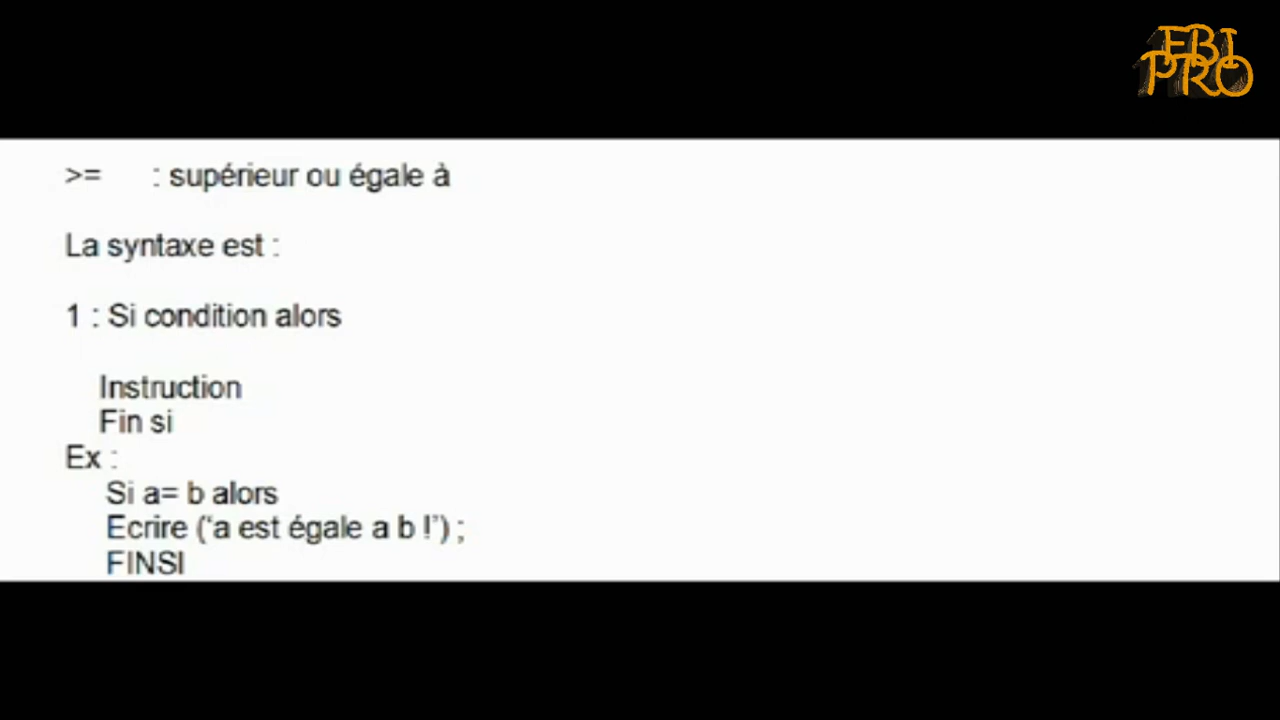 FBI
PRO
>= : supérieur ou égale à
La syntaxe est :
1 : Si condition alors
Instruction
Fin si
Ex :
Si a= b alors
Ecrire (‘a est égale a b !’) ;
FINSI